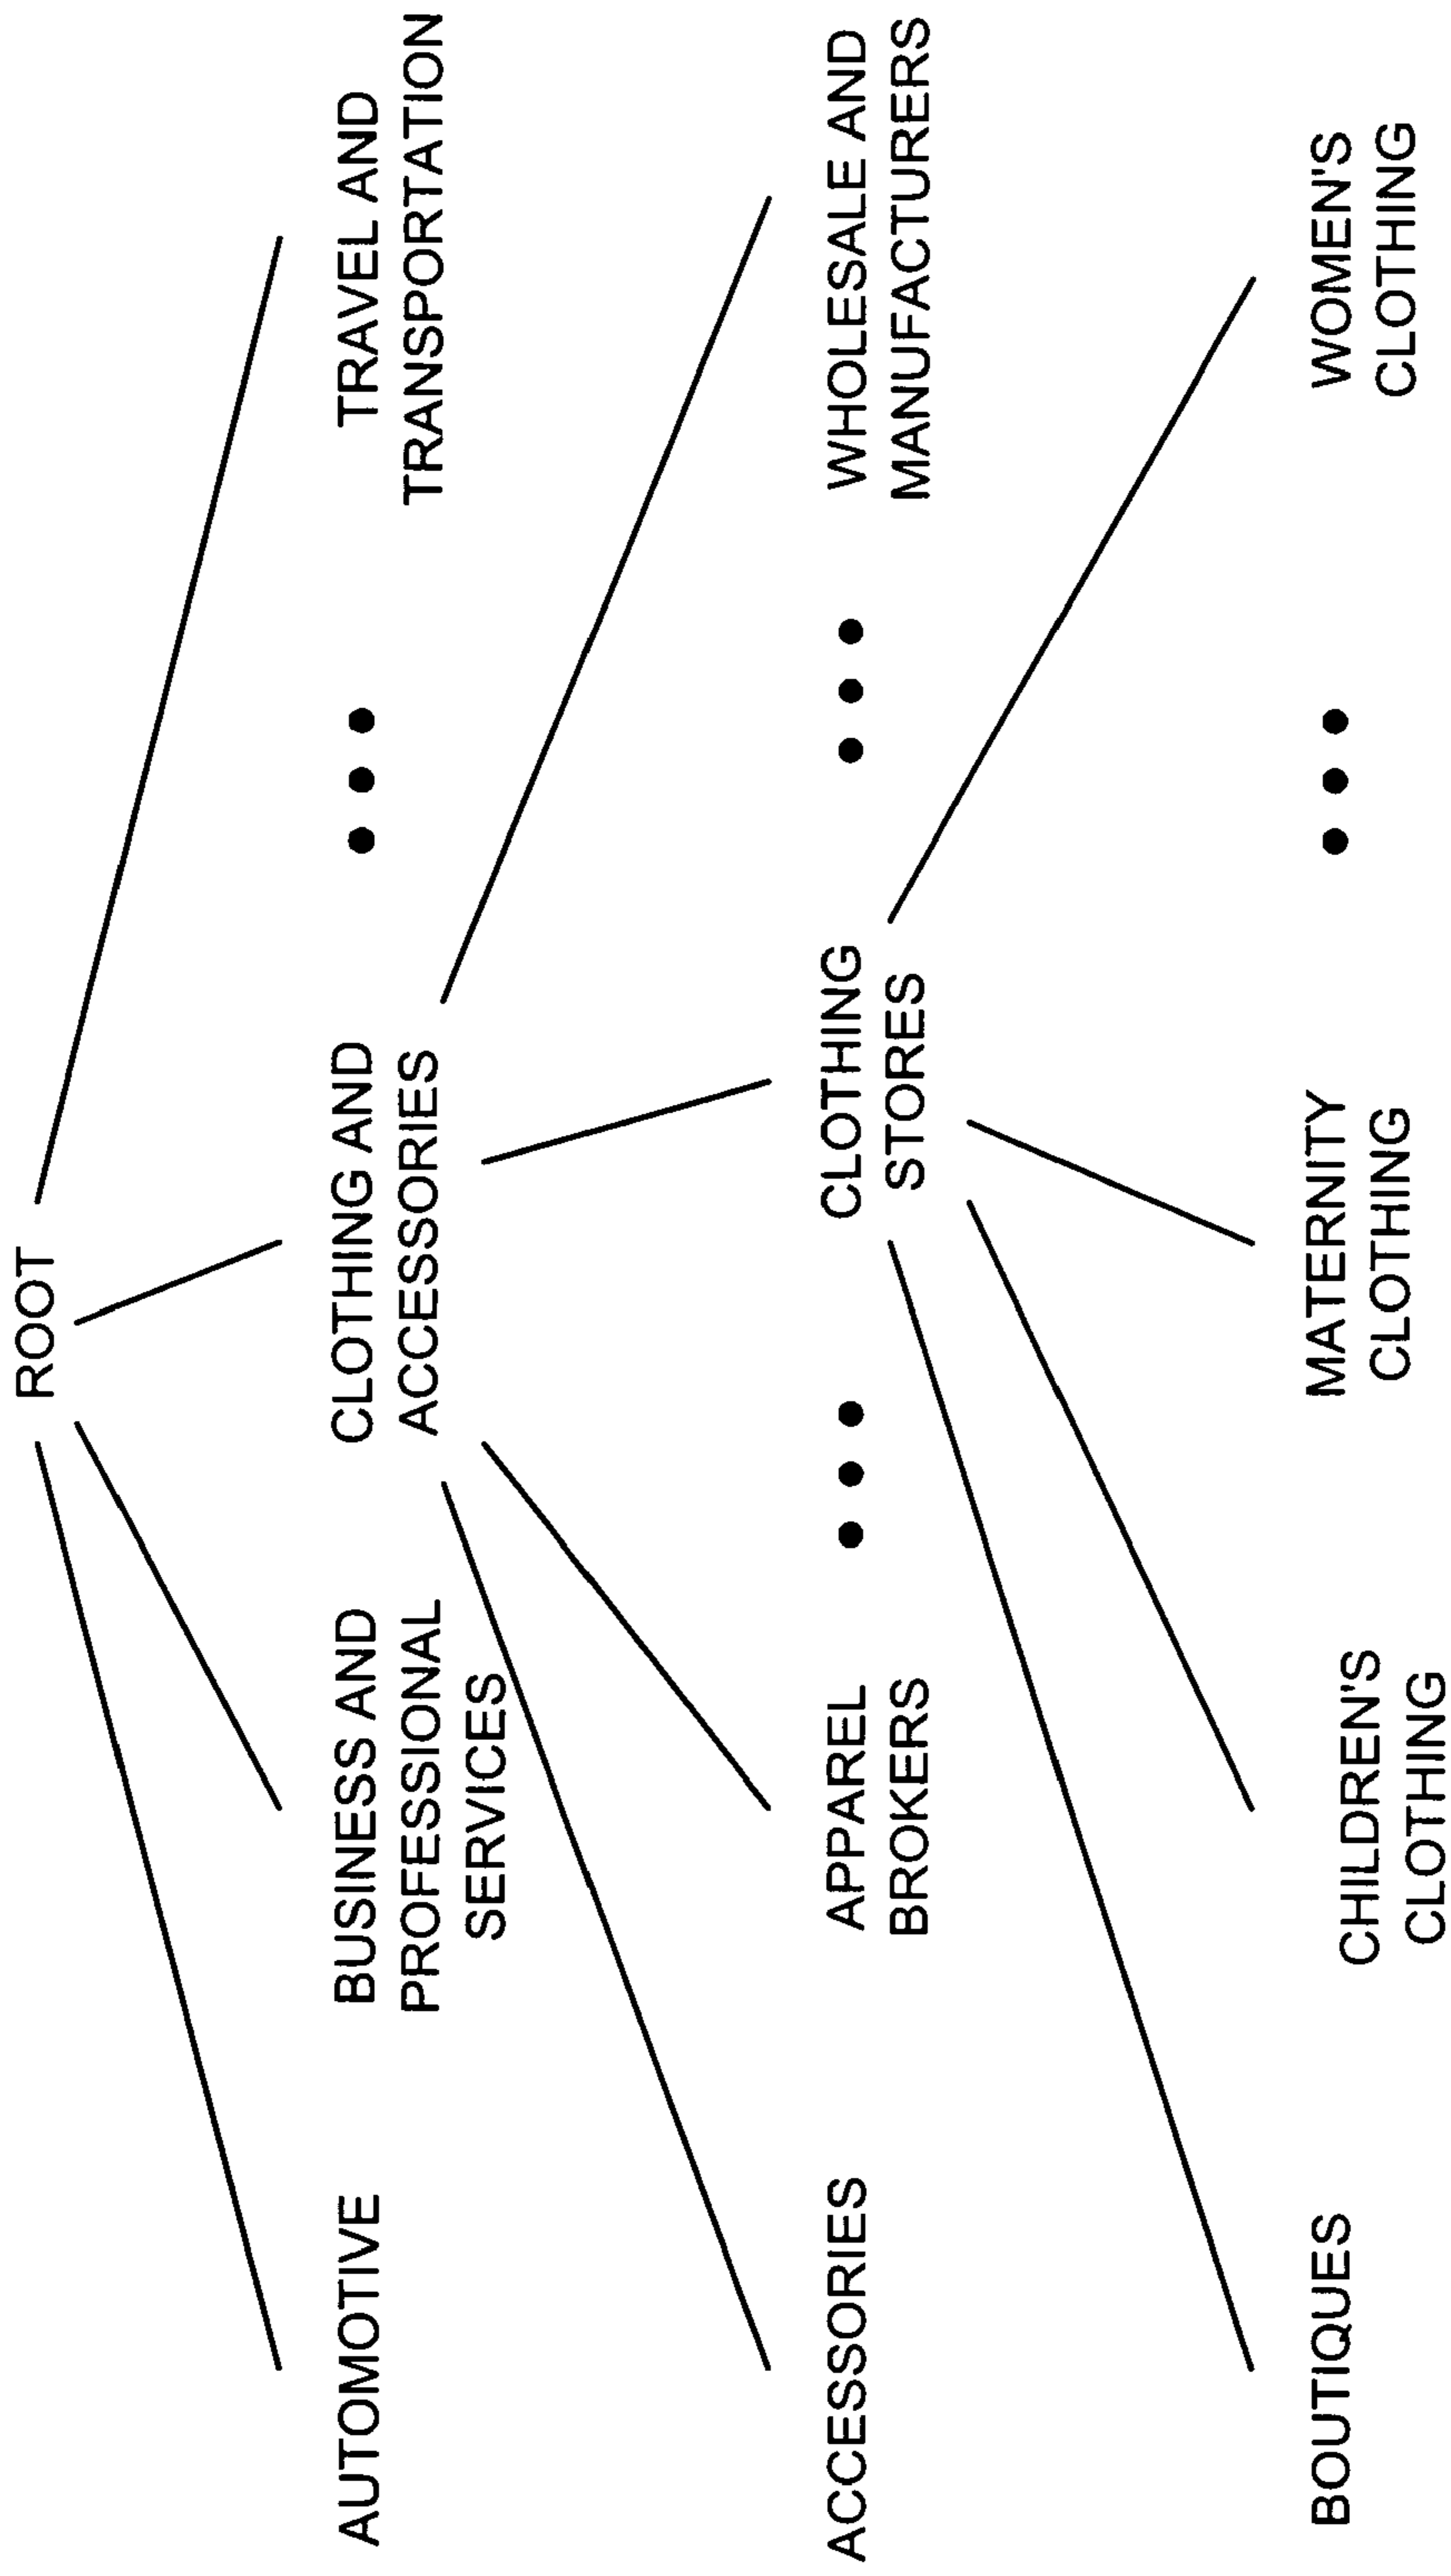 ROOT
AUTOMOTIVE
BUSINESS AND
PROFESSIONAL
SERVICES
CLOTHING AND
ACCESSORIES
TRAVEL AND
TRANSPORTATION
ACCESSORIES
APPAREL
BROKERS
CLOTHING
STORES
WHOLESALE AND
MANUFACTURERS
BOUTIQUES
CHILDREN'S
CLOTHING
MATERNITY
CLOTHING
WOMEN'S
CLOTHING